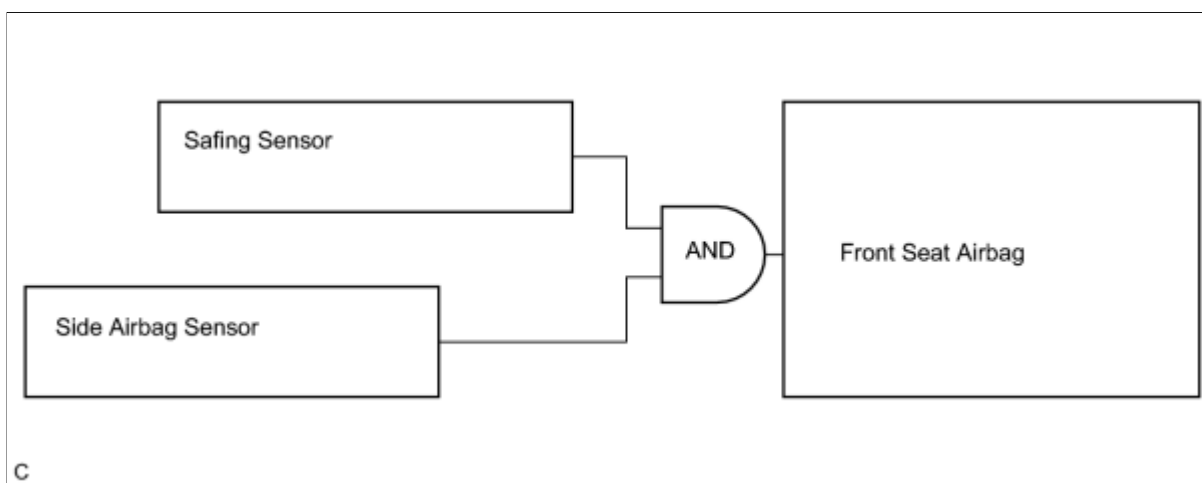 Safing Sensor
AND
Front Seat Airbag
Side Airbag Sensor
C